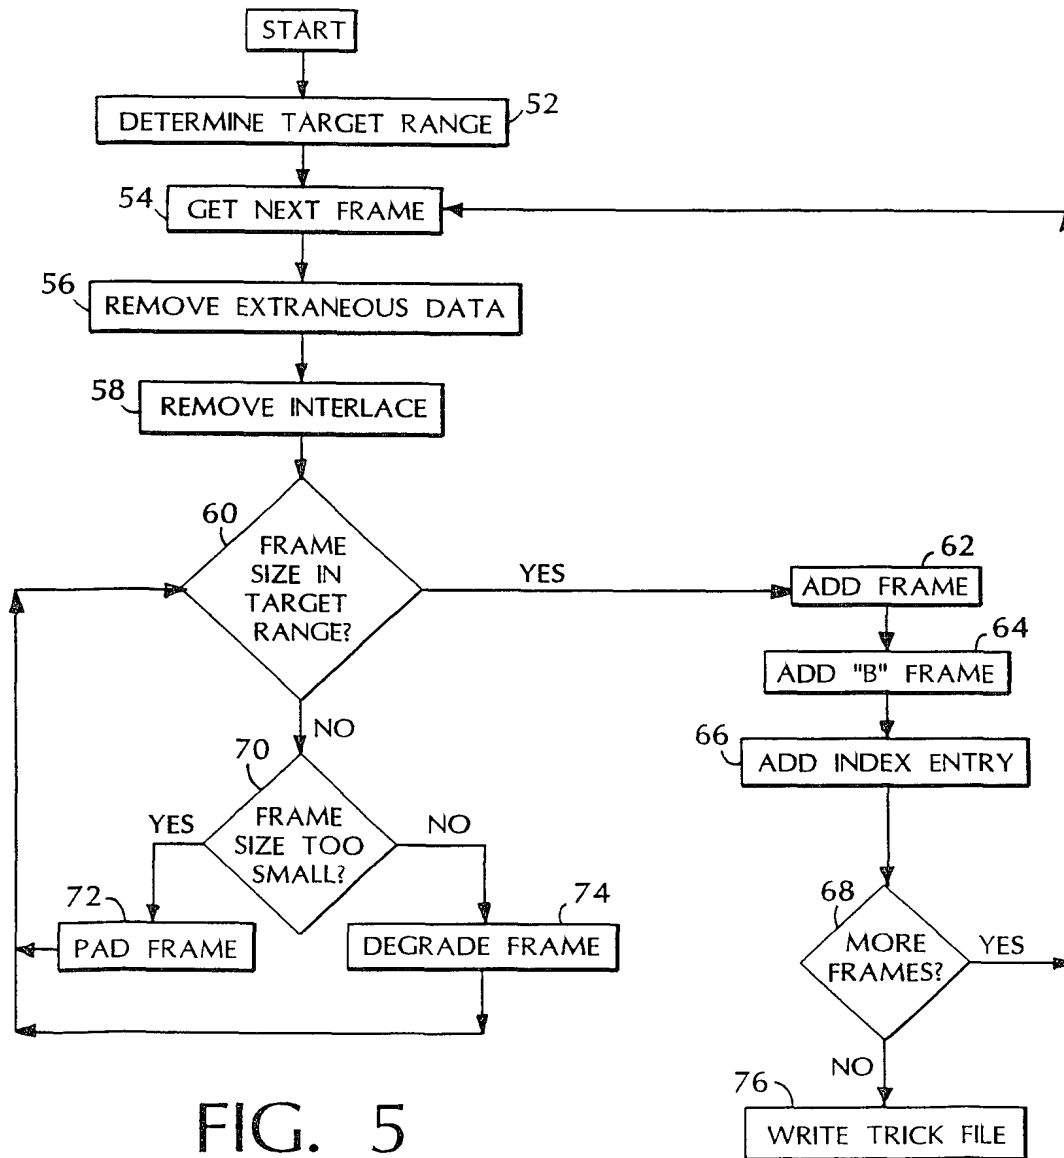 START
DETERMINE TARGET RANGE
52
54
GET NEXT FRAME
56
REMOVE EXTRANEOUS DATA
58
REMOVE INTERLACE
60
FRAME
SIZE IN
TARGET
RANGE?
YES
NO
62
ADD FRAME
64
ADD "B" FRAME
66
ADD INDEX ENTRY
70
FRAME
SIZE TOO
SMALL?
YES
NO
72
PAD FRAME
74
DEGRADE FRAME
68
MORE
FRAMES?
YES
NO
76
WRITE TRICK FILE
FIG. 5